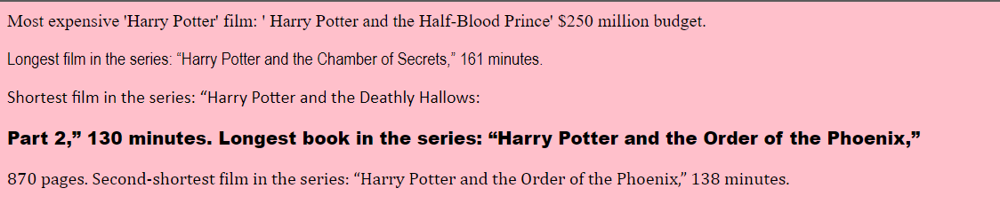 Most expensive 'Harry Potter' film: ' Harry Potter and the Half-Blood Prince' $250 million budget.
Longest film in the series: “Harry Potter and the Chamber of Secrets,” 161 minutes.
Shortest film in the series: “Harry Potter and the Deathly Hallows:
Part 2,” 130 minutes. Longest book in the series: “Harry Potter and the Order of the Phoenix,”
870 pages. Second-shortest film in the series: “Harry Potter and the Order of the Phoenix,” 138 minutes.